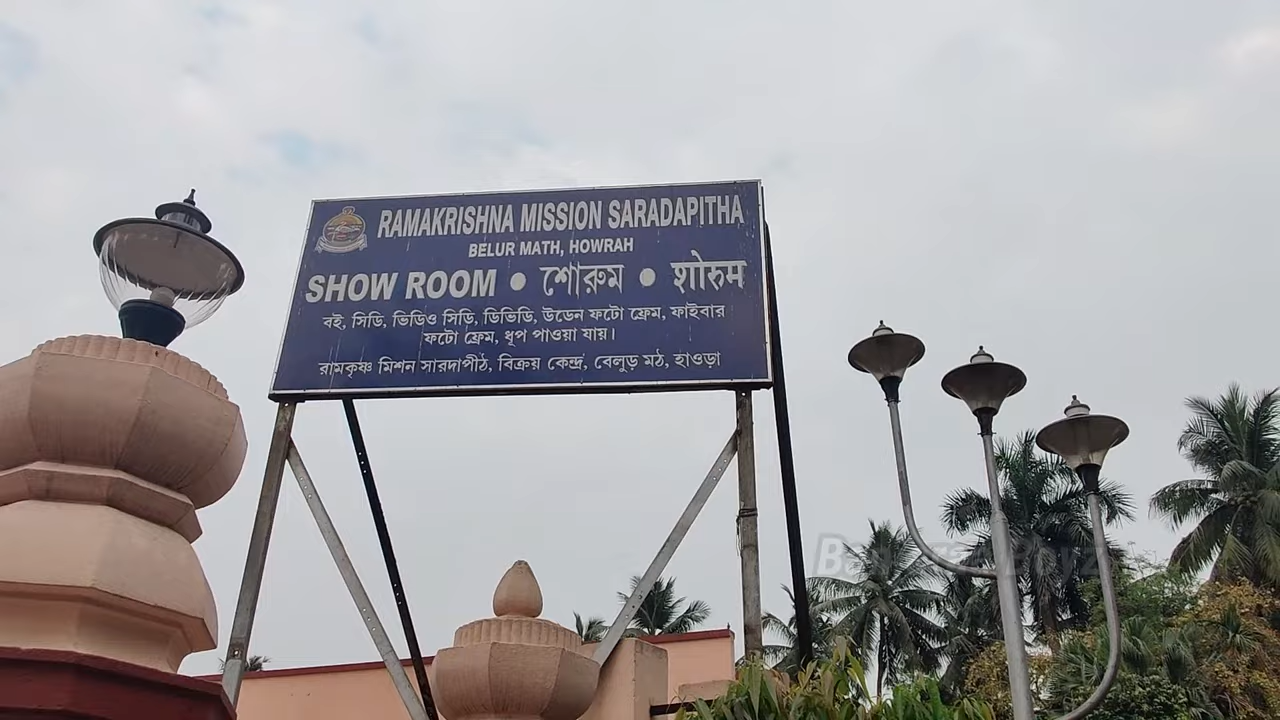 RAMAKRISHNA MISSION SARADAPITHA
BELUR MATH, HOWRAH
SHOW ROOM • শোরুম • शोरुम
বই, সিডি, ভিডিও সিডি, ডিভিডি, উডেন ফটো ফ্রেম, ফাইবার
ফটো ফ্রেম, ধূপ পাওয়া যায়।
রামকৃষ্ণ মিশন সারদাপীঠ, বিক্রয় কেন্দ্র, বেলুড় মঠ, হাওড়া